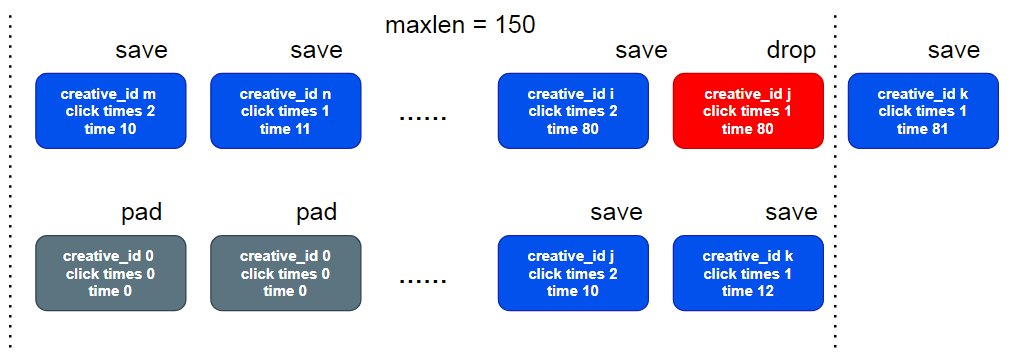 maxlen = 150
save
save
save
drop
save
creative_id m
click times 2
time 10
creative_id n
click times 1
time 11
......
creative_id i
click times 2
time 80
creative_id j
click times 1
time 80
creative_id k
click times 1
time 81
pad
pad
save
save
creative_id 0
click times 0
time 0
creative_id 0
click times 0
time 0
......
creative_id j
click times 2
time 10
creative_id k
click times 1
time 12